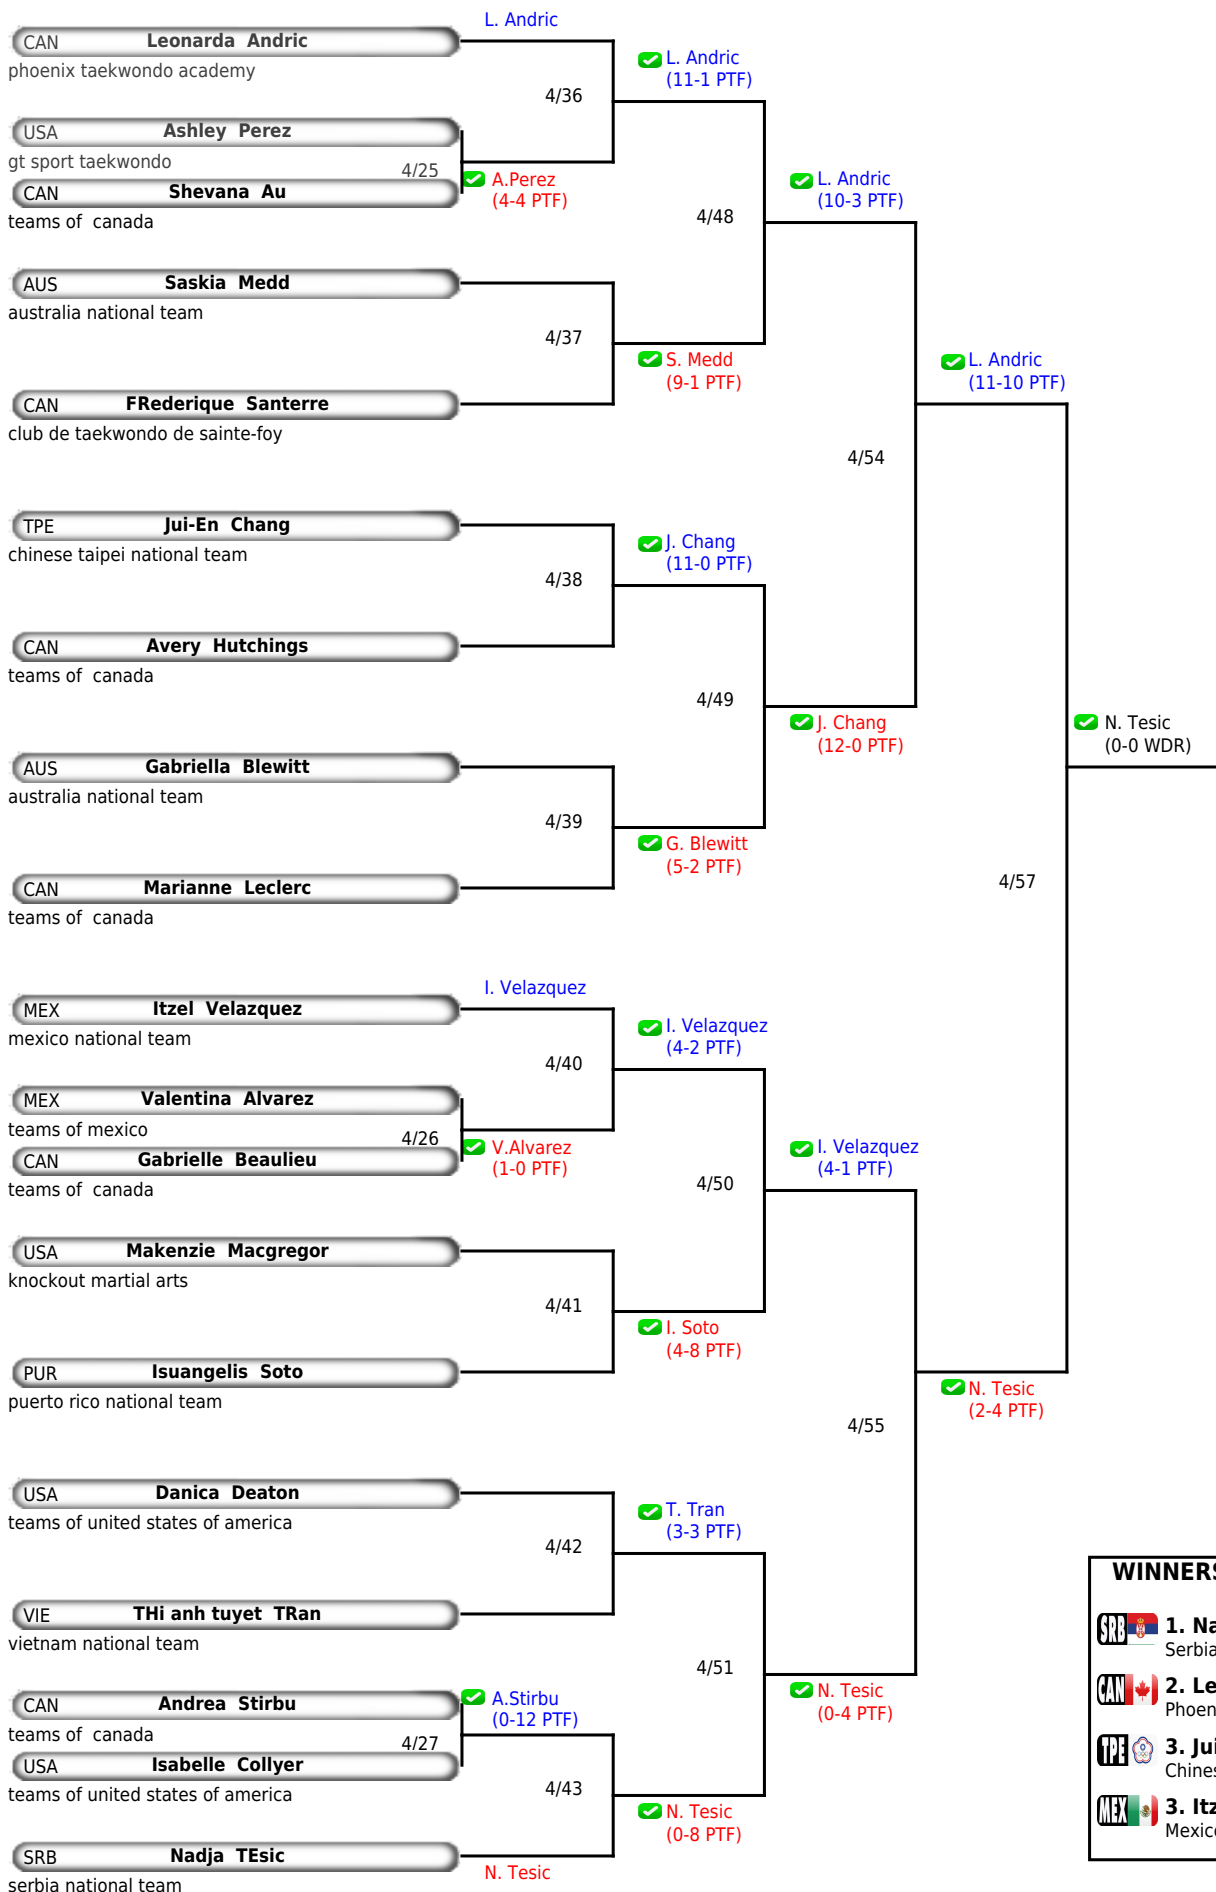 L. Andric
CAN Leonarda Andric
phoenix taekwondo academy
L. Andric
(11-1 PTF)
4/36
USA Ashley Perez
gt sport taekwondo
4/25
A.Perez
(4-4 PTF)
CAN Shevana Au
teams of canada
L. Andric
(10-3 PTF)
4/48
AUS Saskia Medd
australia national team
4/37
S. Medd
(9-1 PTF)
L. Andric
(11-10 PTF)
CAN FRederique Santerre
club de taekwondo de sainte-foy
4/54
TPE Jui-En Chang
chinese taipei national team
J. Chang
(11-0 PTF)
4/38
CAN Avery Hutchings
teams of canada
4/49
J. Chang
(12-0 PTF)
N. Tesic
(0-0 WDR)
AUS Gabriella Blewitt
australia national team
4/39
G. Blewitt
(5-2 PTF)
CAN Marianne Leclerc
teams of canada
4/57
I. Velazquez
MEX Itzel Velazquez
mexico national team
I. Velazquez
(4-2 PTF)
4/40
MEX Valentina Alvarez
teams of mexico
4/26
V.Alvarez
(1-0 PTF)
CAN Gabrielle Beaulieu
teams of canada
I. Velazquez
(4-1 PTF)
4/50
USA Makenzie Macgregor
knockout martial arts
4/41
I. Soto
(4-8 PTF)
PUR Isuangelis Soto
puerto rico national team
N. Tesic
(2-4 PTF)
4/55
USA Danica Deaton
teams of united states of america
T. Tran
(3-3 PTF)
4/42
VIE THi anh tuyet TRan
vietnam national team
4/51
N. Tesic
(0-4 PTF)
CAN Andrea Stirbu
teams of canada
4/27
A.Stirbu
(0-12 PTF)
USA Isabelle Collyer
teams of united states of america
4/43
N. Tesic
(0-8 PTF)
SRB Nadja TEsic
serbia national team
N. Tesic
WINNERS
SRB 1. Na
Serbia
CAN 2. Le
Phoen
TPE 3. Jui
Chines
MEX 3. Itz
Mexico